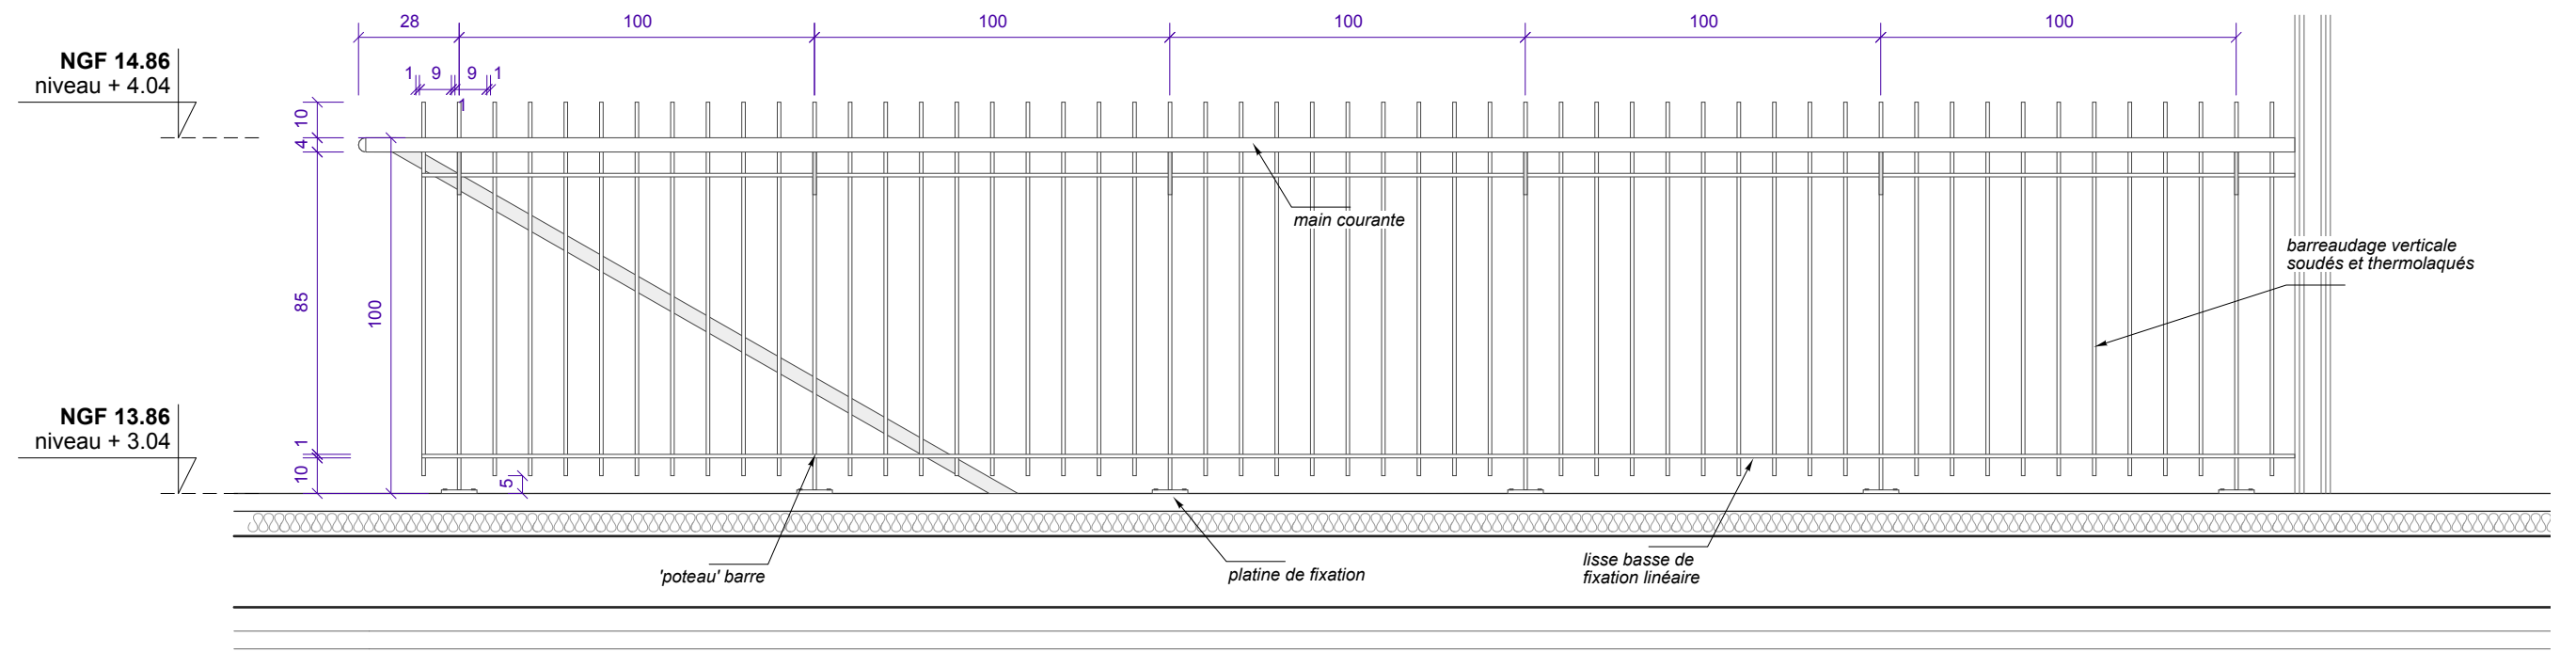 28
100
100
100
100
100
NGF 14.86
niveau + 4.04
1
9
9
1
1
10
4
85
100
1
10
5
main courante
barreaudage verticale
soudés et thermolaqués
NGF 13.86
niveau + 3.04
'poteau' barre
platine de fixation
lisse basse de
fixation linéaire